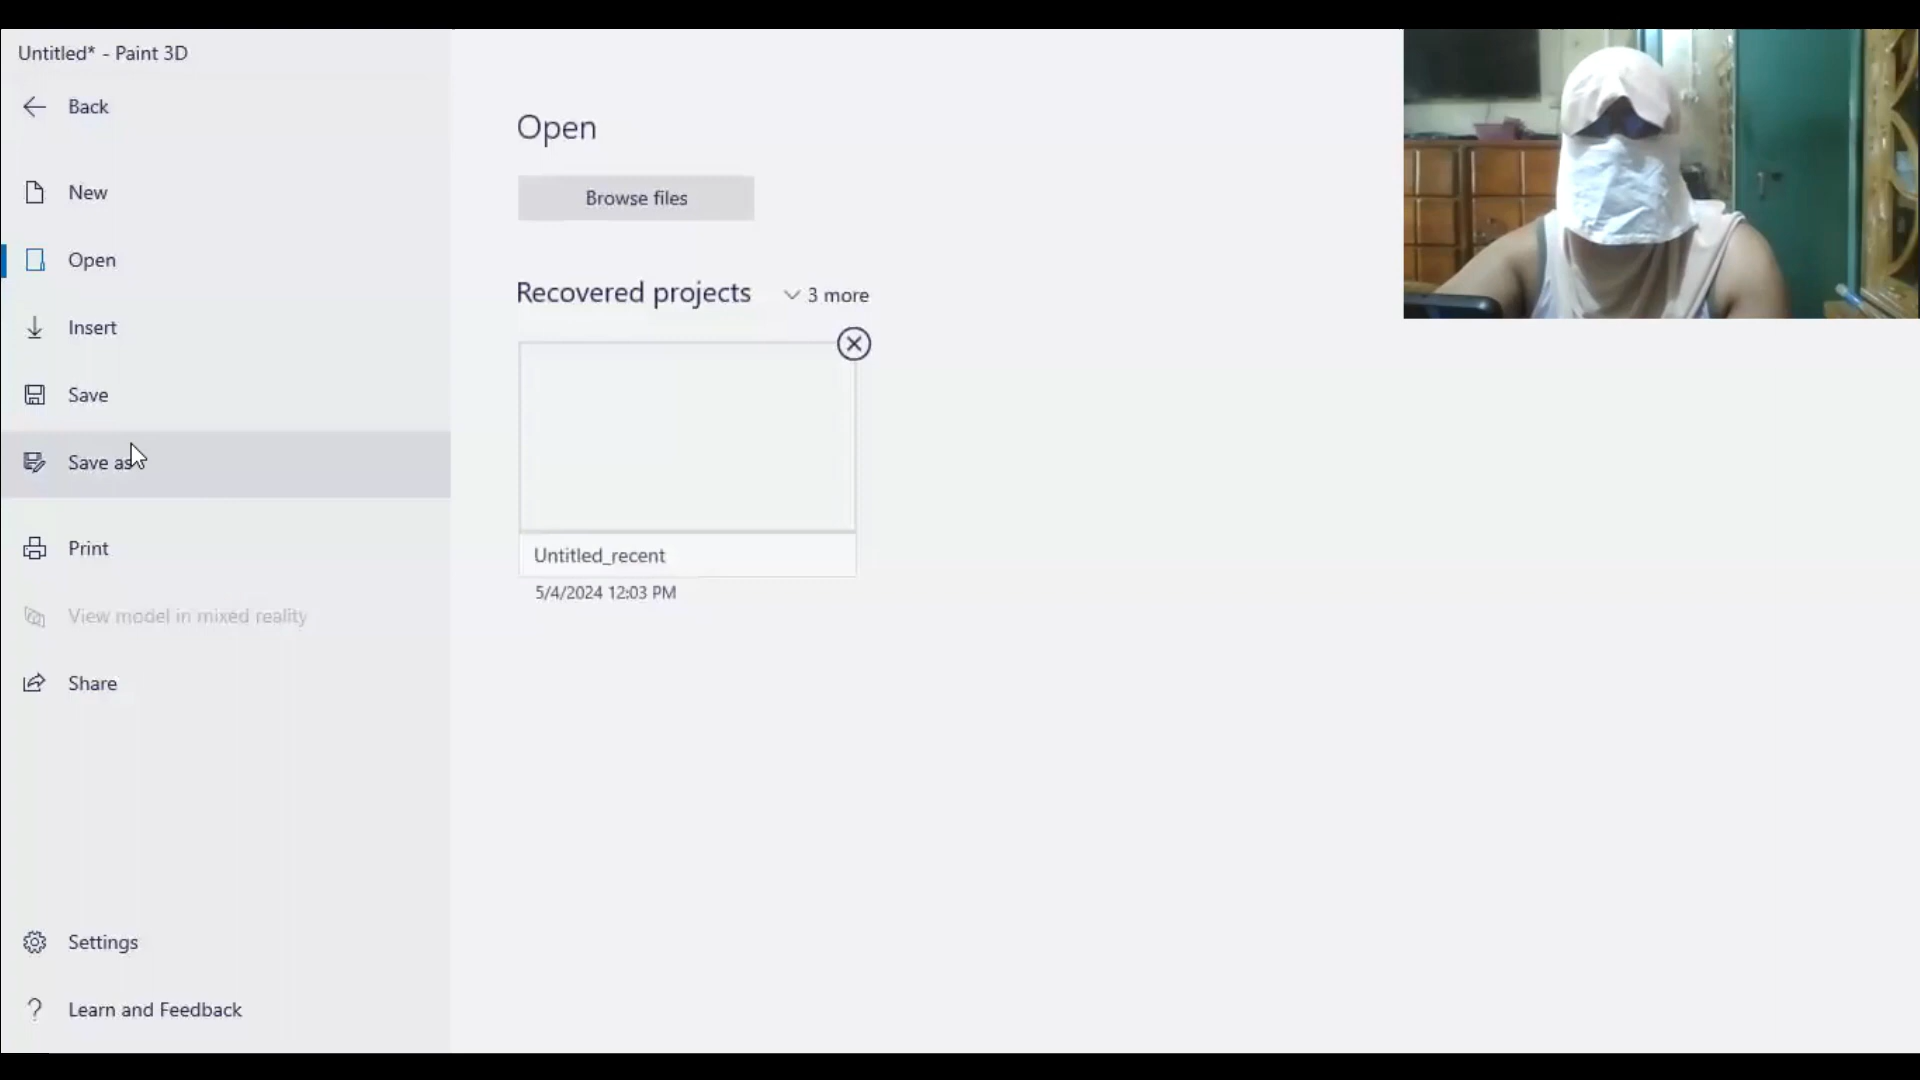 Untitled* - Paint 3D
Back
New
Open
Insert
Save
Save as
Print
View model in mixed reality
Share
Settings
Learn and Feedback
Open
Browse files
Recovered projects
3 more
Untitled_recent
5/4/2024 12:03 PM